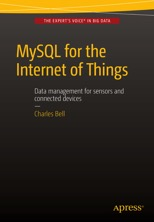 THE EXPERT'S VOICE® IN BIG DATA
MySQL for the
Internet of Things
Data management for sensors and
connected devices
—
Charles Bell
Apress®